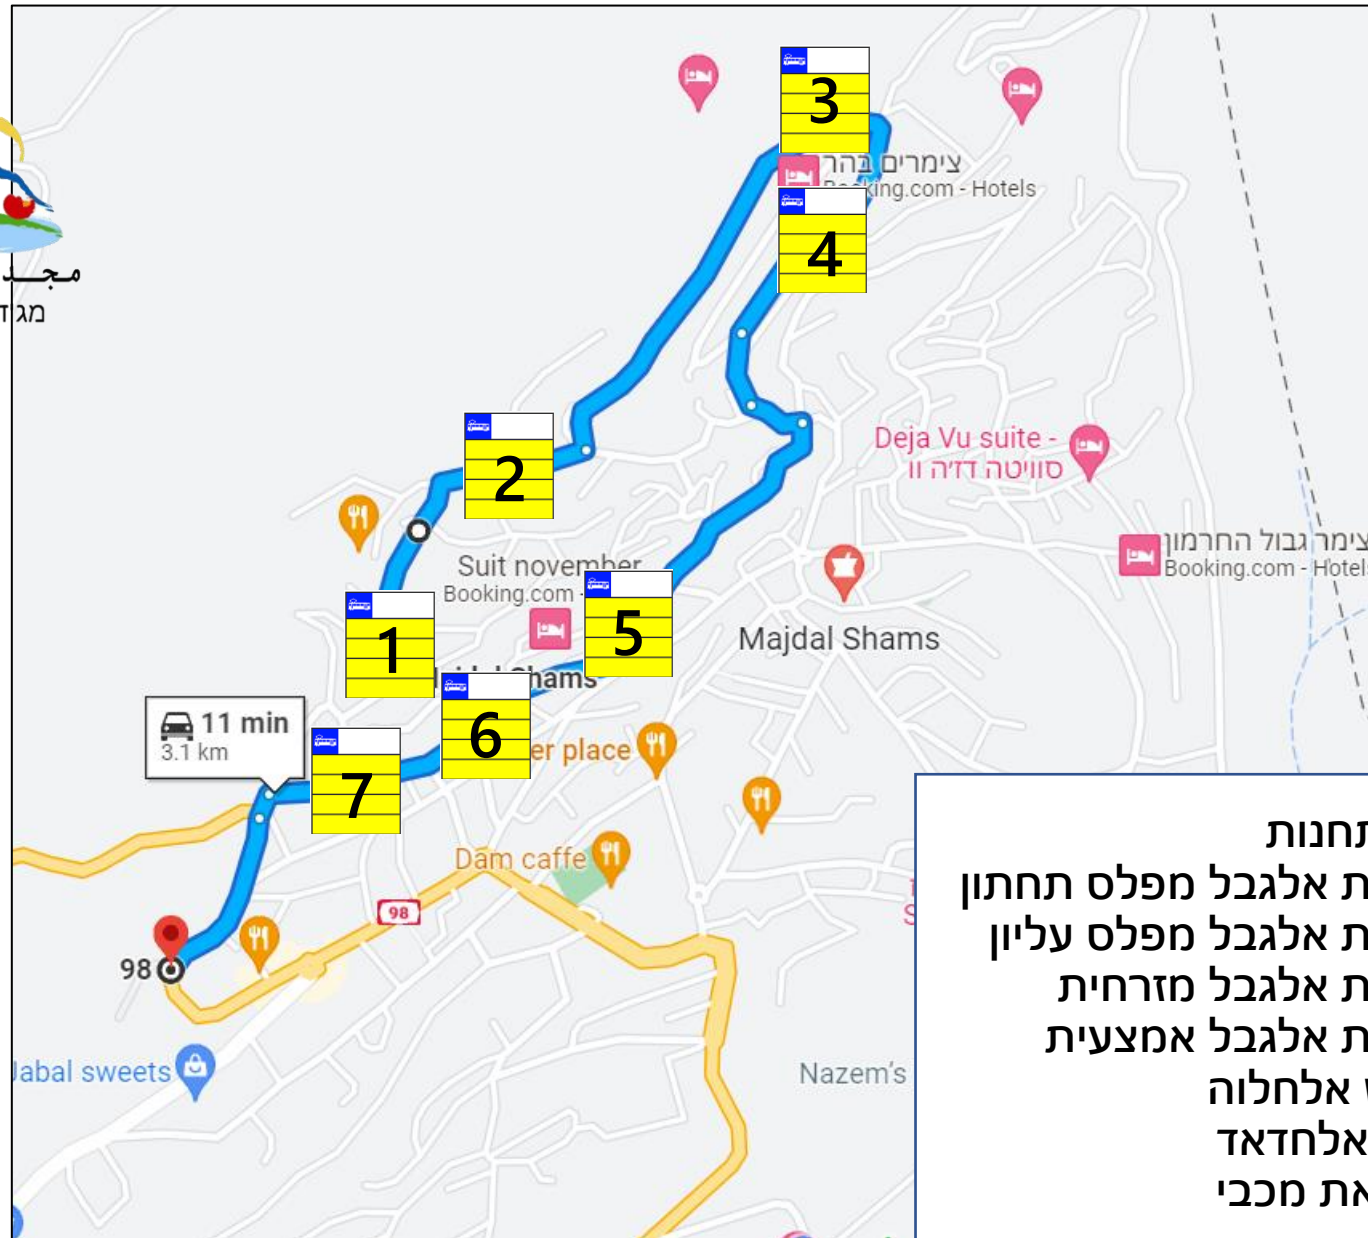 3
צימרים בהר
Booking.com - Hotels
4
مجد
Deja Vu suite -
סוויטה דז׳ה וו
2
צימר גבול החרמון
Booking.com - Hotels
Suit november
Booking.com -
1
5
Majdal Shams
Shams
6
11 min
3.1 km
7
er place
Dam caffe
98
98
Jabal sweets
Nazem's
תחנות
ת אלגבל מפלס תחתון
ת אלגבל מפלס עליון
ת אלגבל מזרחית
ת אלגבל אמצעית
אלחלוה
אלחדאד
את מכבי